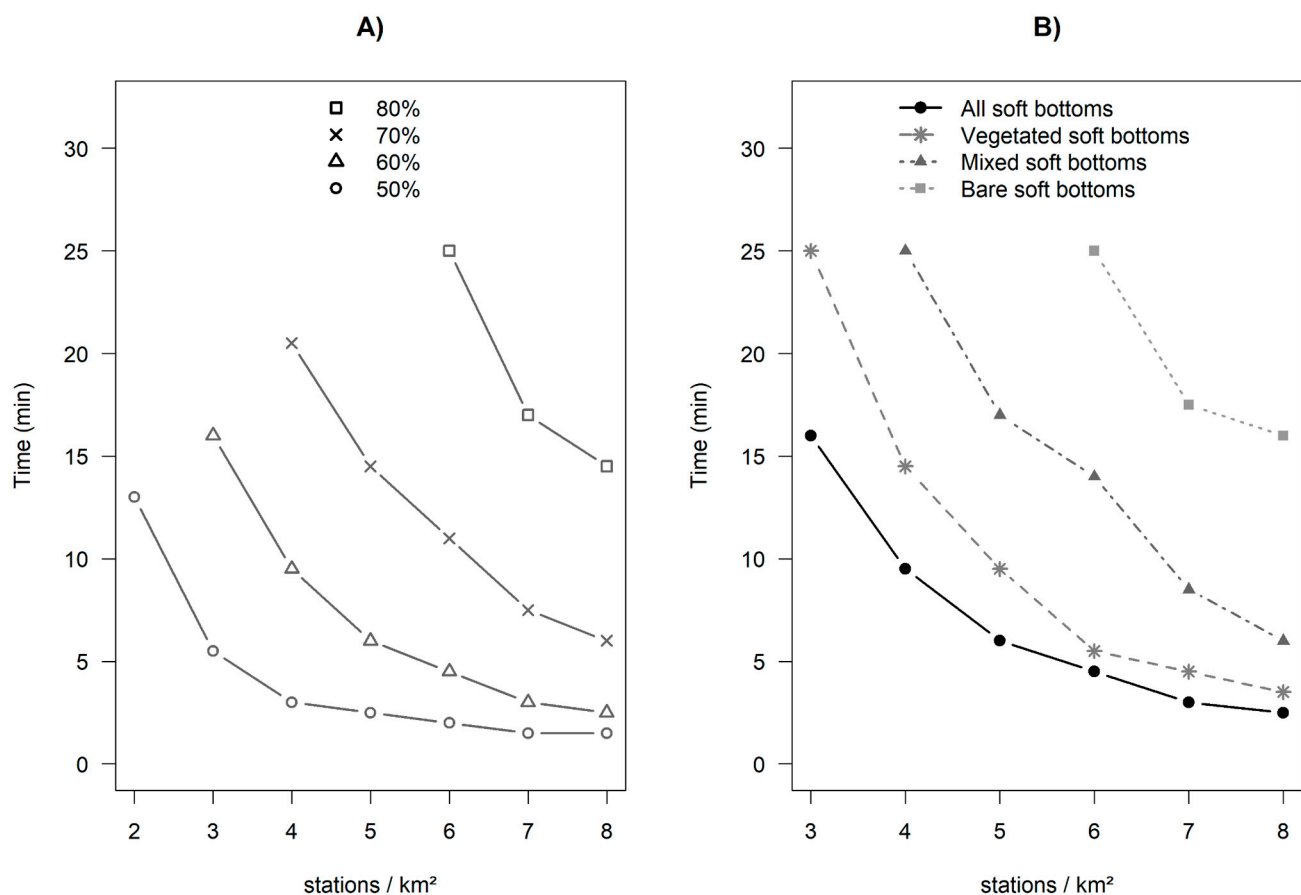 A)
80%
70%
60%
50%
30
25
20
15
10
5
0
Time (min)
2 3 4 5 6 7 8
stations / km²
B)
All soft bottoms
Vegetated soft bottoms
Mixed soft bottoms
Bare soft bottoms
30
25
20
15
10
5
0
Time (min)
3 4 5 6 7 8
stations / km²